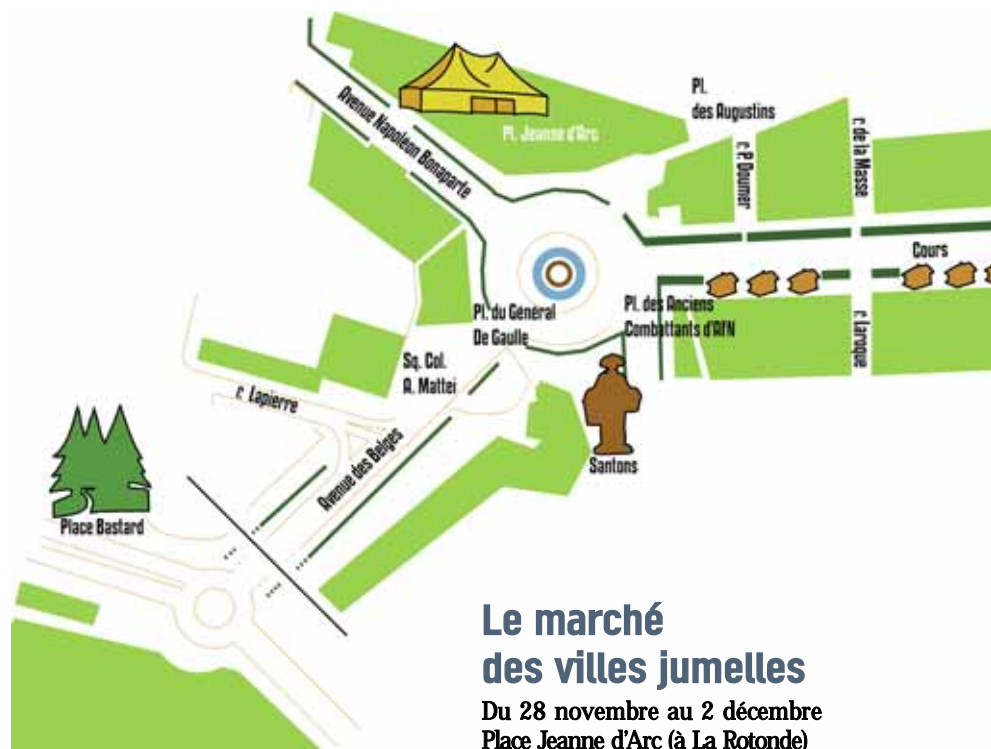 Pl.
des Augustins
Avenue Napoléon Bonaparte
Pl. Jeanne d'Arc
r. P. Doumer
r. de la Masse
Cours
Pl. du Général
De Gaulle
Pl. des Anciens
Combattants d'AfN
r. Laroque
Sq. Col.
A. Mattei
r. Lapierre
Avenue des Belges
Santons
Place Bastard
Le marché
des villes jumelles
Du 28 novembre au 2 décembre
Place Jeanne d'Arc (à La Rotonde)